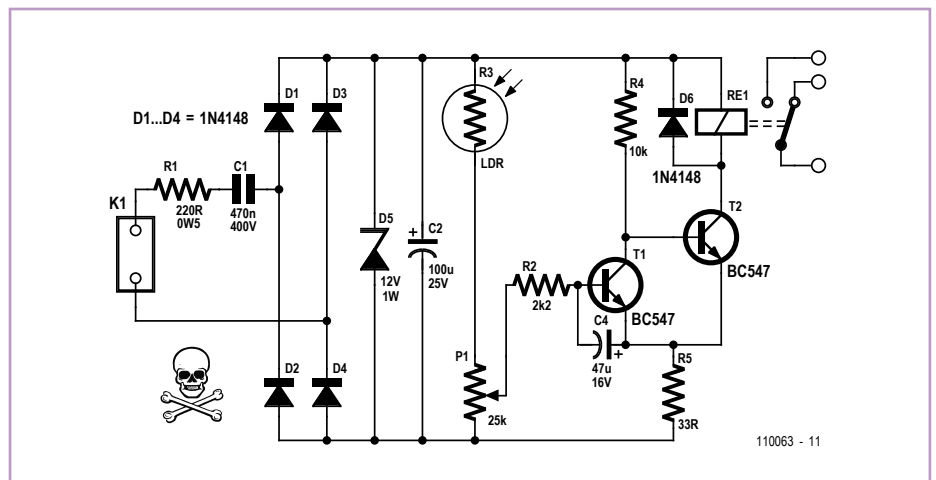 D1...D4 = 1N4148
K1
R1
220R
0W5
C1
470n
400V
D1
D3
D2
D4
D5
12V
1W
C2
+
100u
25V
R3
LDR
P1
25k
R2
2k2
C4
+
47u
16V
R4
10k
D6
1N4148
RE1
T1
BC547
T2
BC547
R5
33R
110063 - 11